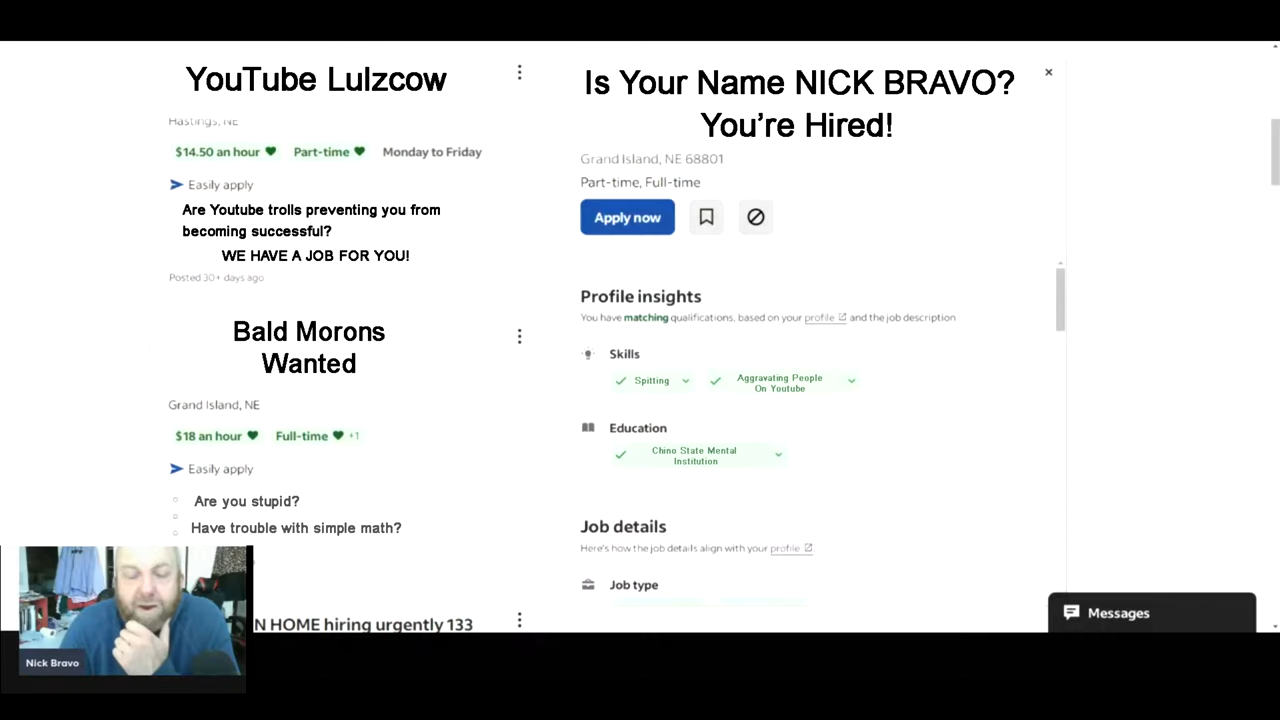 YouTube Lulzcow
Hastings, NE
$14.50 an hour Part-time Monday to Friday
Easily apply
Are Youtube trolls preventing you from
becoming successful?
WE HAVE A JOB FOR YOU!
Posted 30+ days ago
Bald Morons
Wanted
Grand Island, NE
$18 an hour Full-time +1
Easily apply
Are you stupid?
Have trouble with simple math?
N HOME hiring urgently 133
Nick Bravo
Is Your Name NICK BRAVO?
You're Hired!
Grand Island, NE 68801
Part-time, Full-time
Apply now
Profile insights
You have matching qualifications, based on your profile and the job description
Skills
Spitting
Aggravating People
On Youtube
Education
Chino State Mental
Institution
Job details
Here's how the job details align with your profile.
Job type
Messages